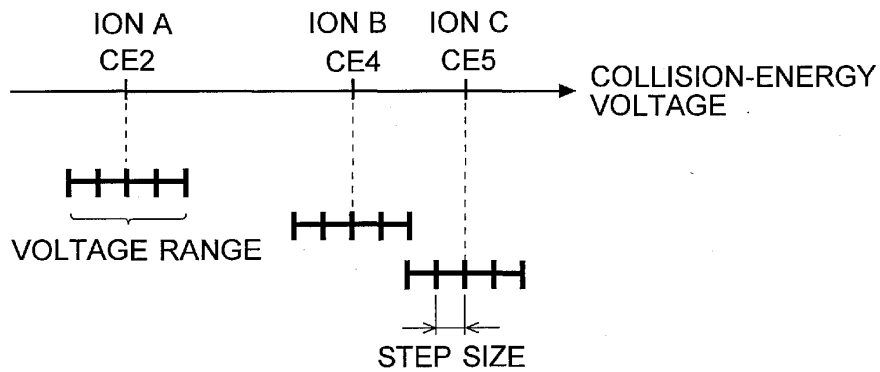 ION A
CE2
ION B
CE4
ION C
CE5
COLLISION-ENERGY
VOLTAGE
VOLTAGE RANGE
STEP SIZE